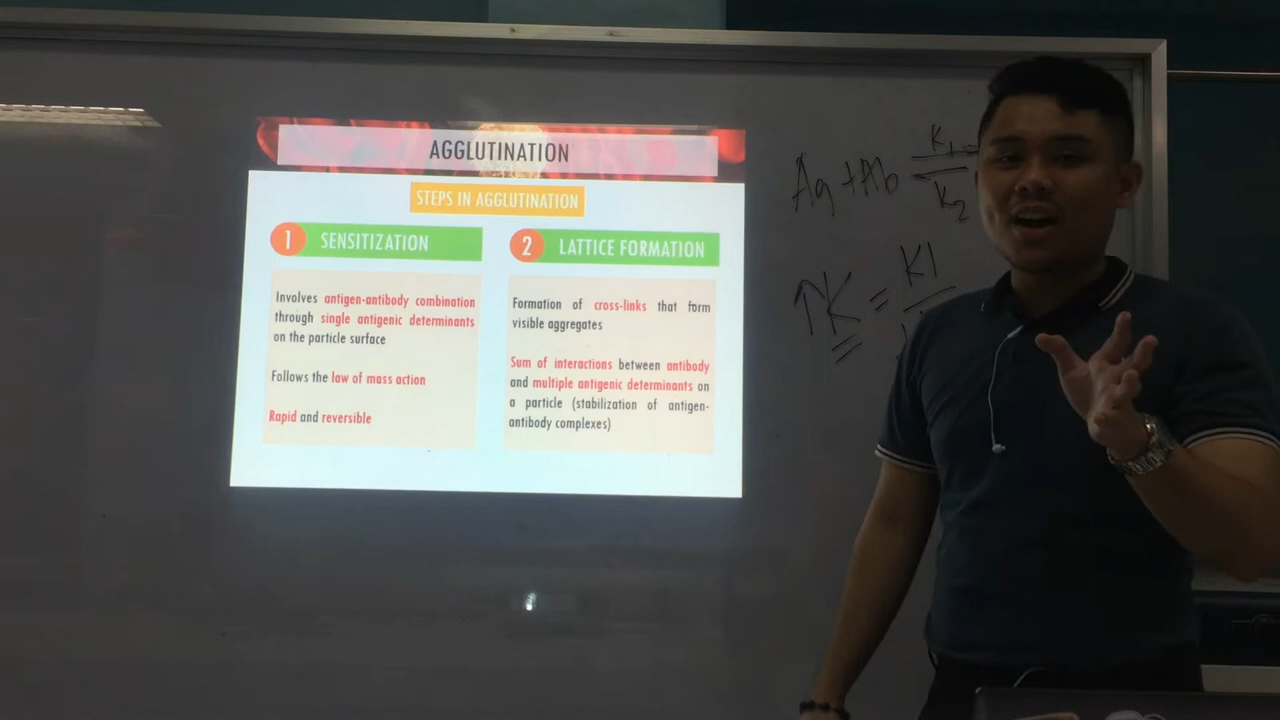 AGGLUTINATION
STEPS IN AGGLUTINATION
1 SENSITIZATION
Involves antigen-antibody combination
through single antigenic determinants
on the particle surface
Follows the law of mass action
Rapid and reversible
2 LATTICE FORMATION
Formation of cross-links that form
visible aggregates
Sum of interactions between antibody
and multiple antigenic determinants on
a particle (stabilization of antigen-
antibody complexes)
Ag + Ab
K1
K2
↑K = K1